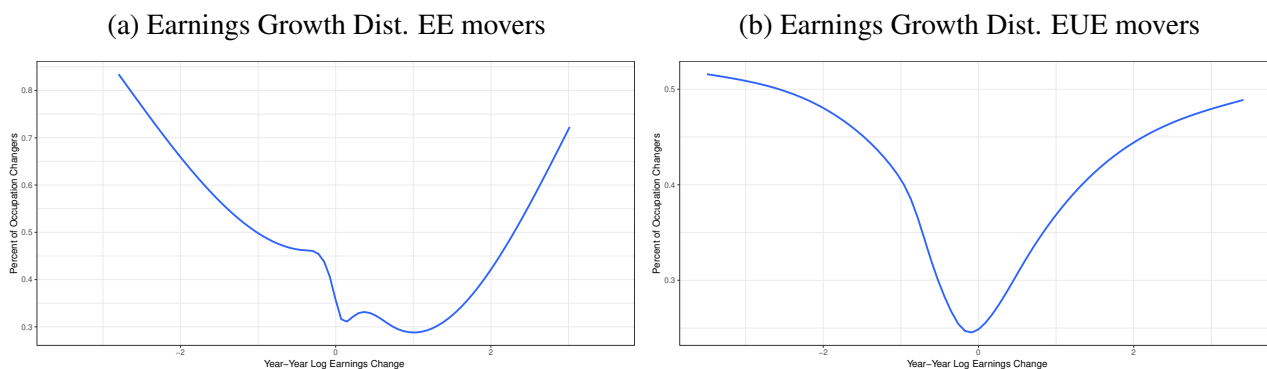 (a) Earnings Growth Dist. EE movers
0.8
0.7
0.6
0.5
0.4
0.3
Percent of Occupation Changers
−2
0
2
Year−Year Log Earnings Change
(b) Earnings Growth Dist. EUE movers
0.5
0.4
0.3
Percent of Occupation Changers
−2
0
2
Year−Year Log Earnings Change